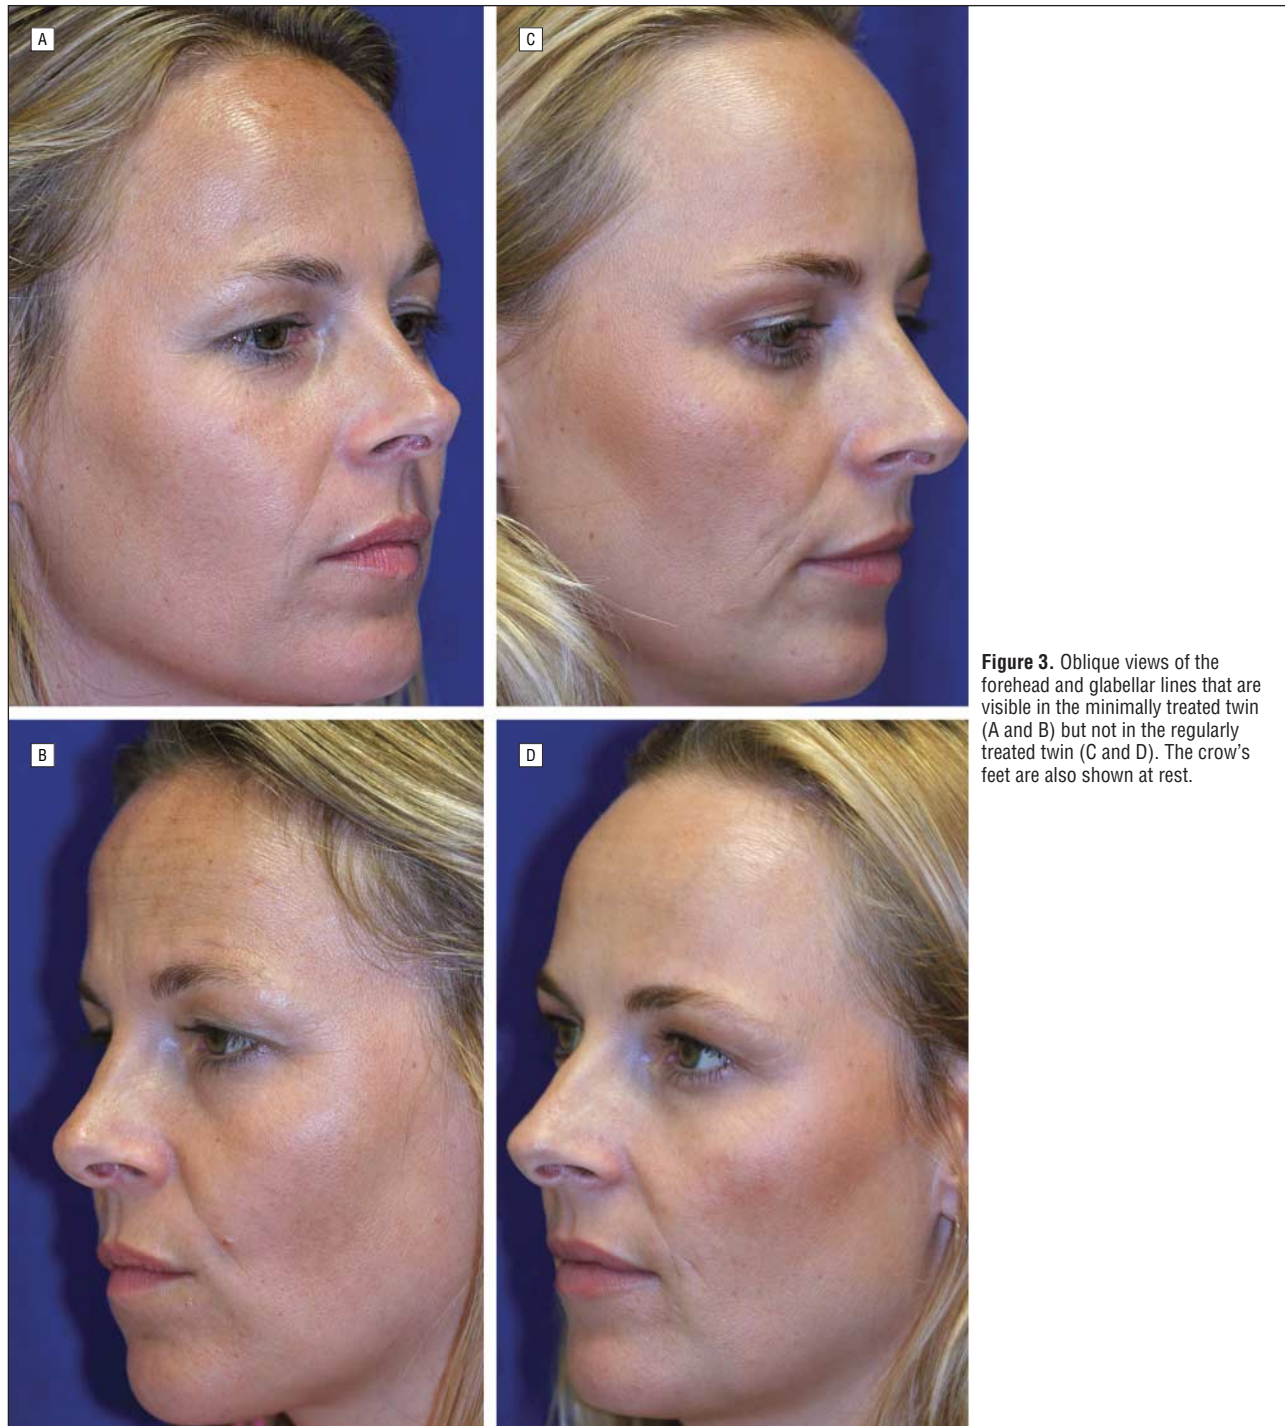 A
C
B
D
Figure 3. Oblique views of the
forehead and glabellar lines that are
visible in the minimally treated twin
(A and B) but not in the regularly
treated twin (C and D). The crow's
feet are also shown at rest.